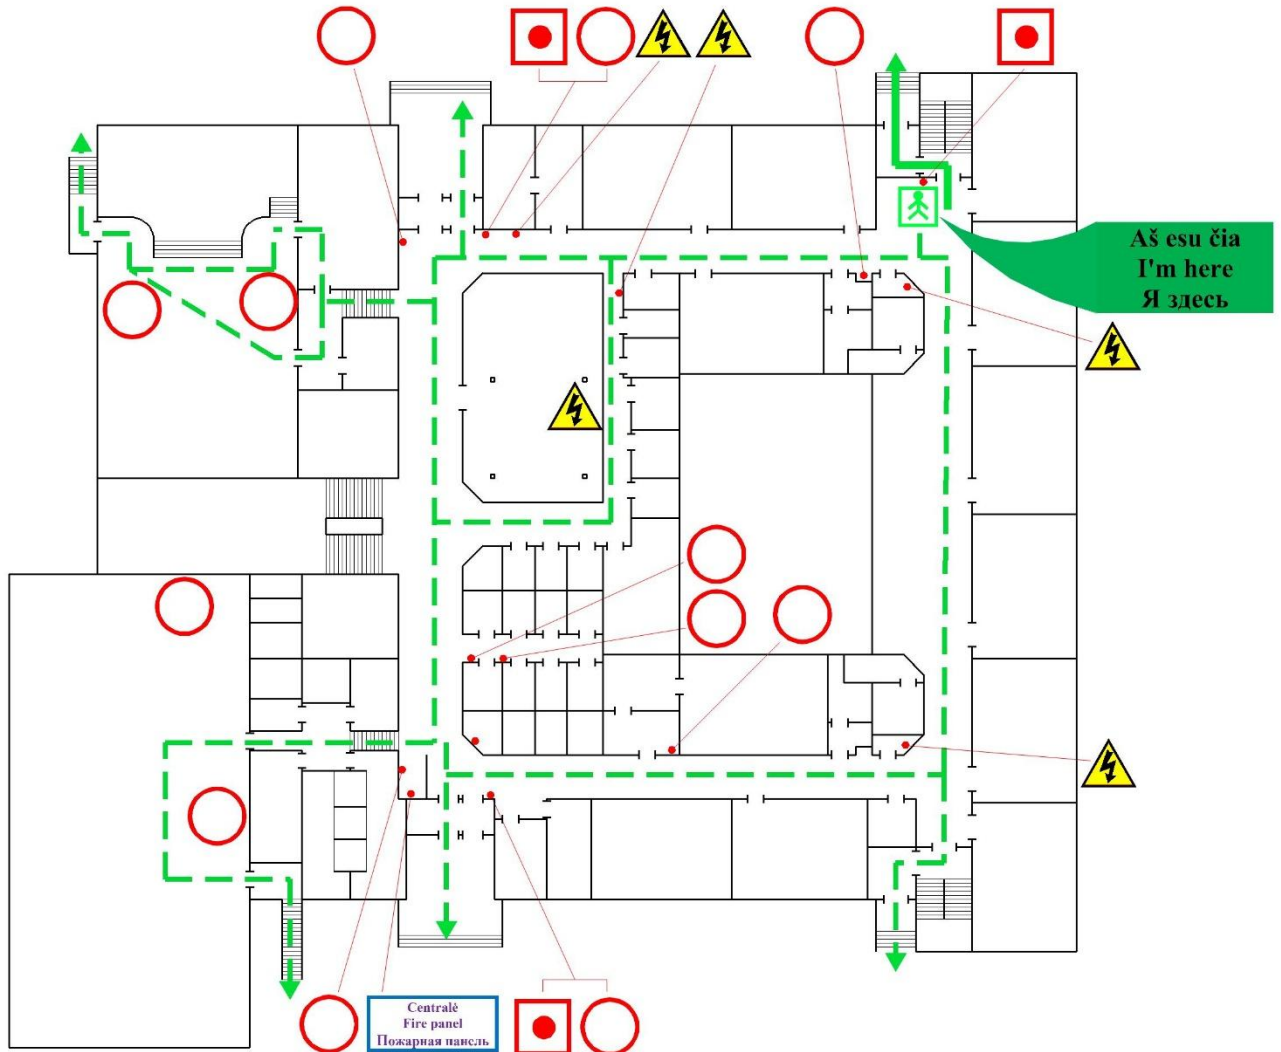 Aš esu čia
I'm here
Я здесь
Centralė
Fire panel
Пожарная панель